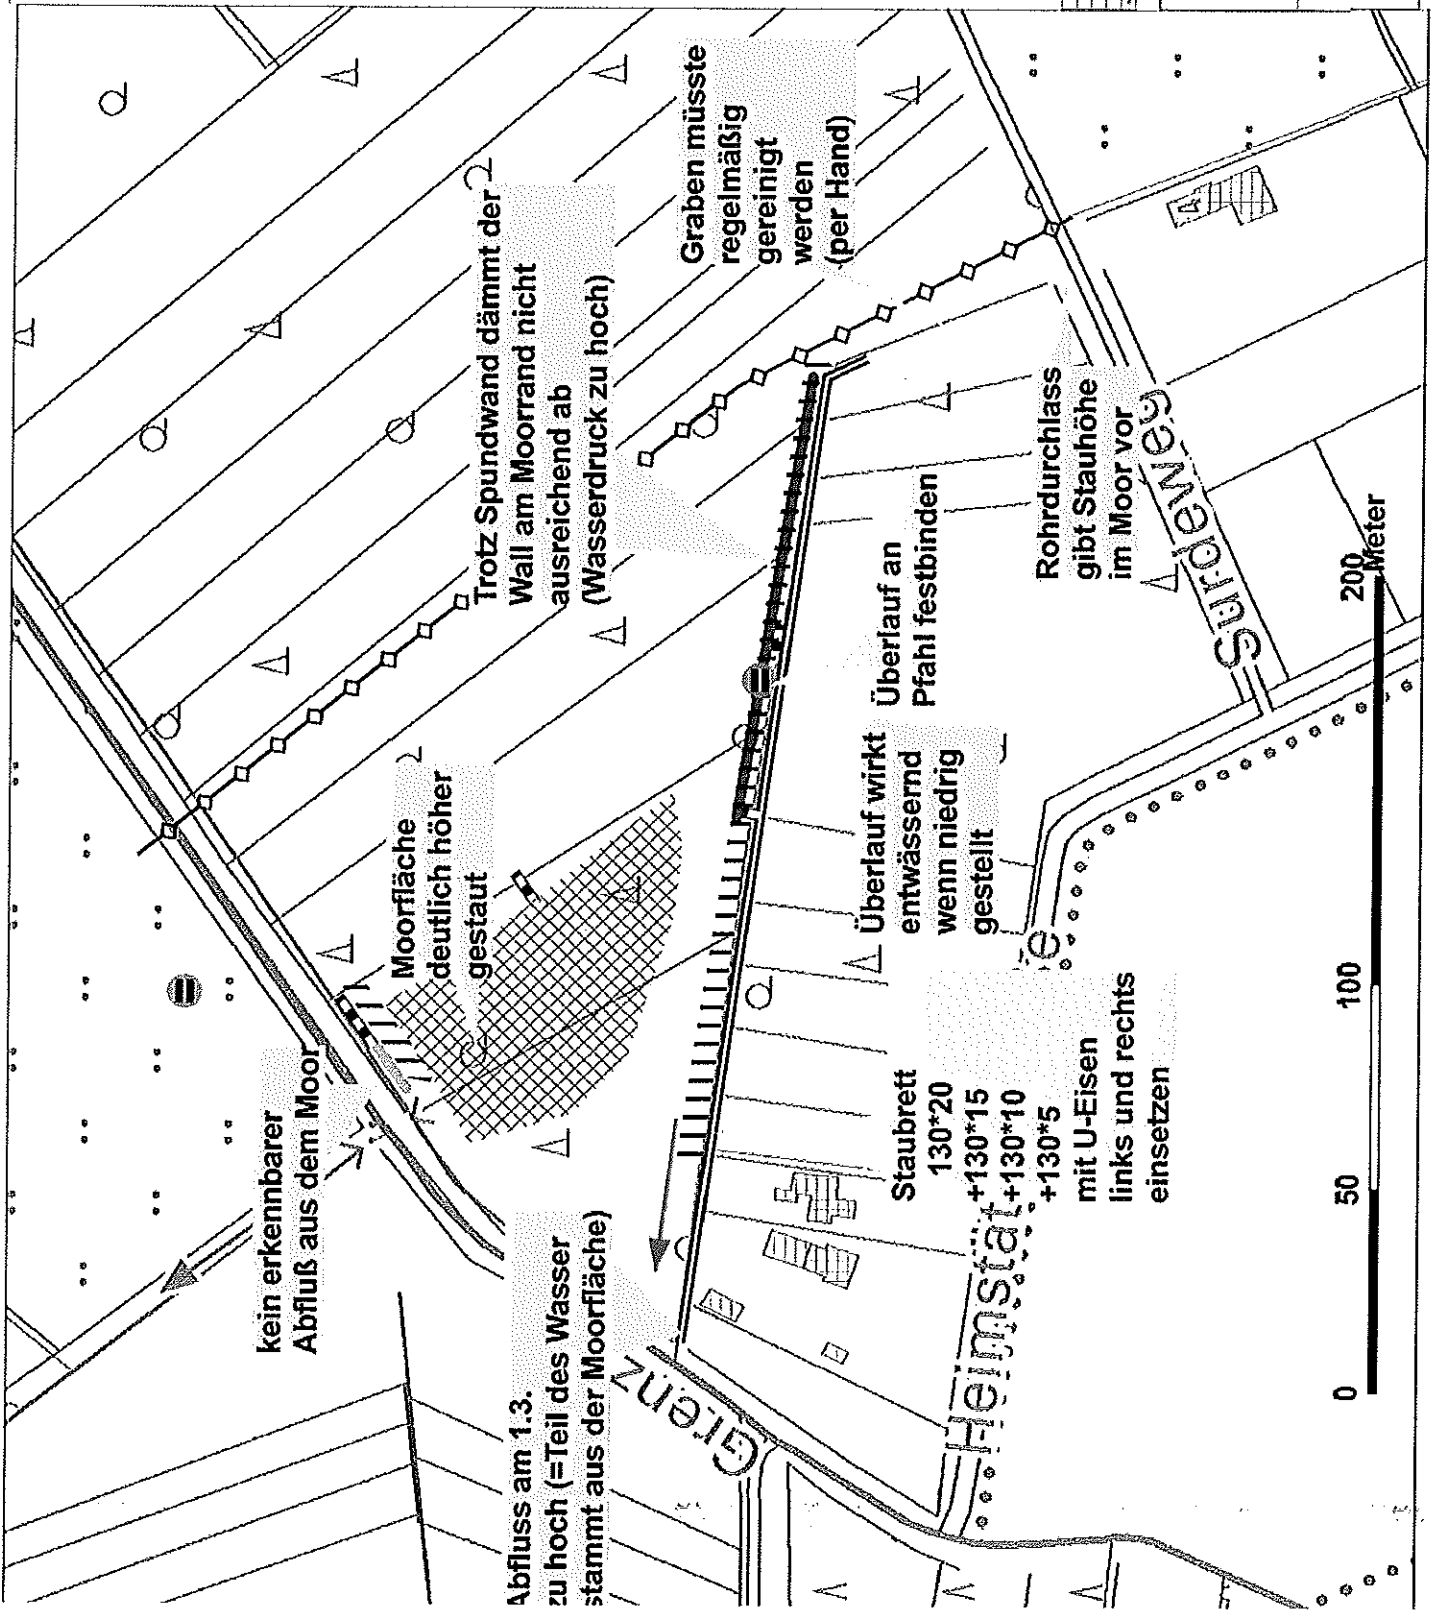 kein erkennbarer
Abfluß aus dem Moor
Moorfläche
deutlich höher
gestaut
Trotz Spundwand dämmt der
Wall am Moorrand nicht
ausreichend ab
(Wasserdruck zu hoch)
Graben müsste
regelmäßig
gereinigt
werden
(per Hand)
Abfluss am 1.3.
zu hoch (=Teil des Wasser
stammt aus der Moorfläche)
Grenz
Überlauf wirkt
entwässernd
wenn niedrig
gestellt
Überlauf an
Pfahl festbinden
Rohrdurchlass
gibt Stauhöhe
im Moor vor
Staubrett
130*20
+130*15
+130*10
+130*5
mit U-Eisen
links und rechts
einsetzen
Heimstät
e
Surdeweg
0
50
100
200
Meter